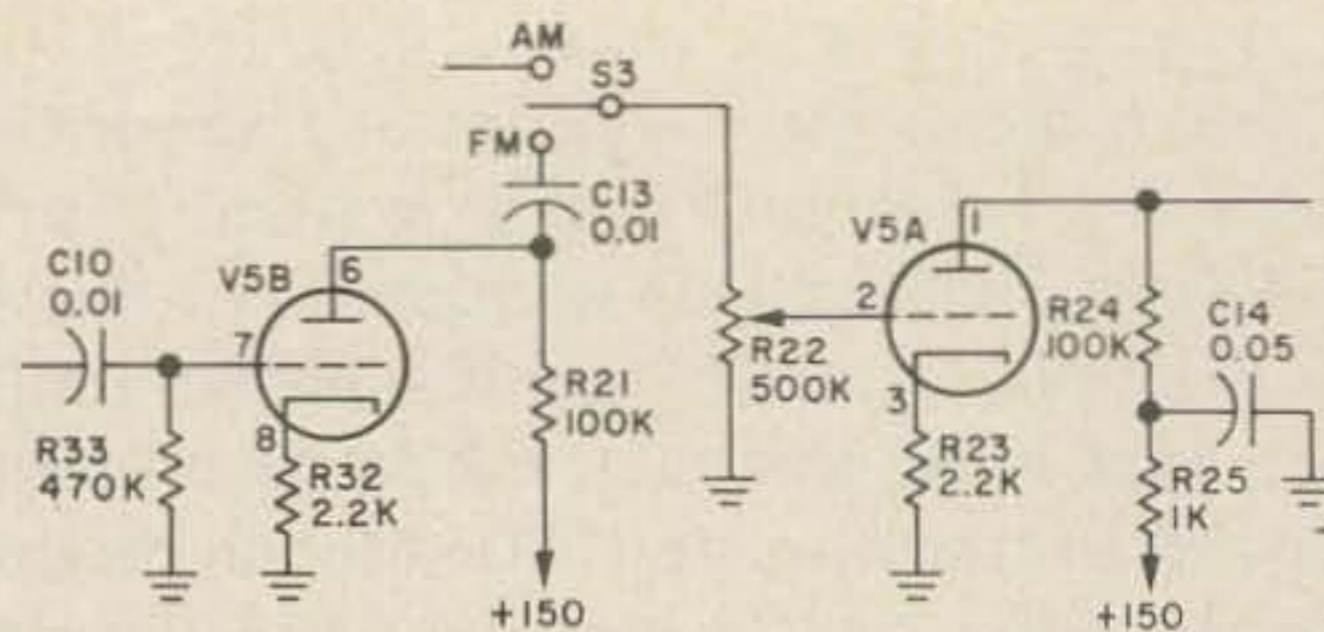 AM
S3
FM
C13
0.01
C10
0.01
V5B
6
7
8
R33
470K
R32
2.2K
R21
100K
+150
V5A
1
2
3
R22
500K
R23
2.2K
R24
100K
C14
0.05
R25
1K
+150